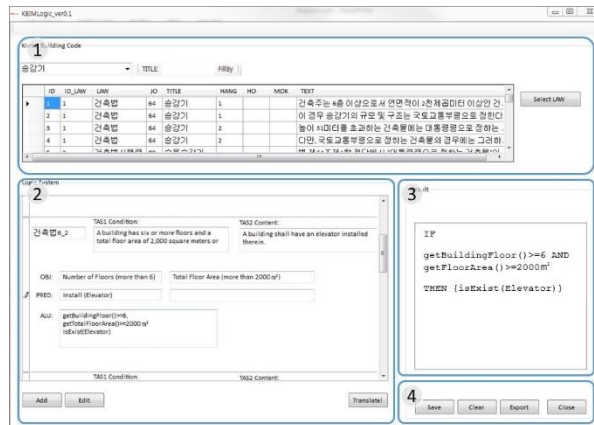 KBIMLogic_ver0.1
1
Building Code
승강기 TITLE: FillBy
ID ID_LAW LAW JO TITLE HANG HO MOK TEXT
1 1 건축법 64 승강기 1 건축주는 6층 이상으로서 연면적이 2천제곱미터 이상인 건..
2 1 건축법 64 승강기 1 이 경우 승강기의 규모 및 구조는 국토교통부령으로 정한다
3 1 건축법 64 승강기 2 높이 31미터를 초과하는 건축물에는 대통령령으로 정하는 ..
4 1 건축법 64 승강기 2 다만, 국토교통부령으로 정하는 건축물의 경우에는 그러하..
Select LAW
2
Logic System
TAS1 Condition: TAS2 Content:
건축법6_2
A building has six or more floors and a
total floor area of 2,000 square meters or
A building shall have an elevator installed
therein.
OBJ: Number of Floors (more than 6) Total Floor Area (more than 2000 m²)
PRED: Install (Elevator)
ALU: getBuildingFloor()>=6,
getTotalFloorArea()>=2000 m²
isExist(Elevator)
TAS1 Condition: TAS2 Content:
Add Edit Translate!
3
IF
getBuildingFloor()>=6 AND
getFloorArea()>=2000m²
THEN {isExist(Elevator)}
4
Save Clear Export Close